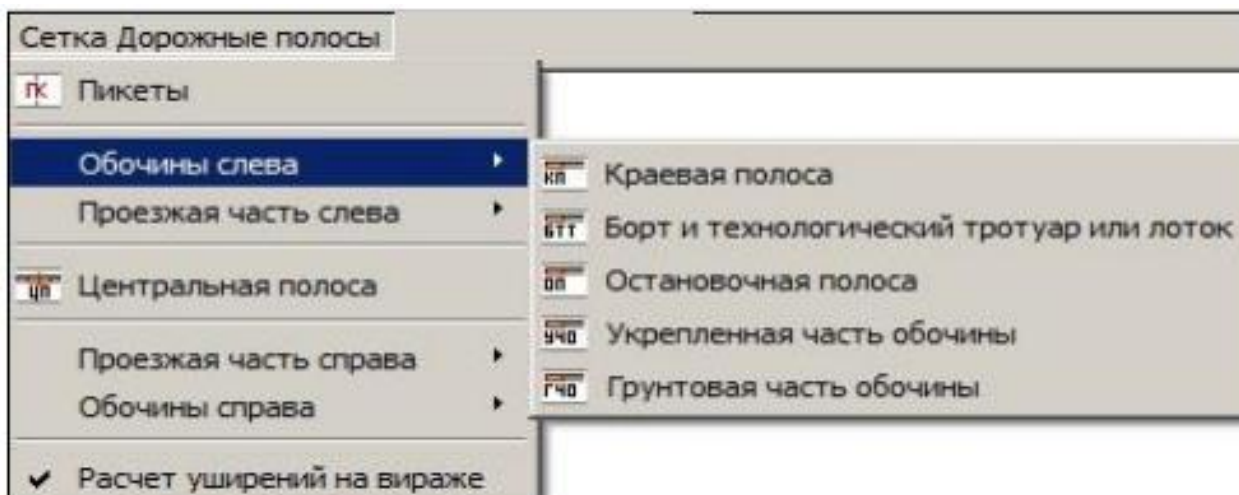 Сетка Дорожные полосы
ПК Пикеты
Обочины слева
Проезжая часть слева
ЦП Центральная полоса
Проезжая часть справа
Обочины справа
Расчет уширений на вираже
КП Краевая полоса
БТТ Борт и технологический тротуар или лоток
ОП Остановочная полоса
УЧО Укрепленная часть обочины
ГЧО Грунтовая часть обочины